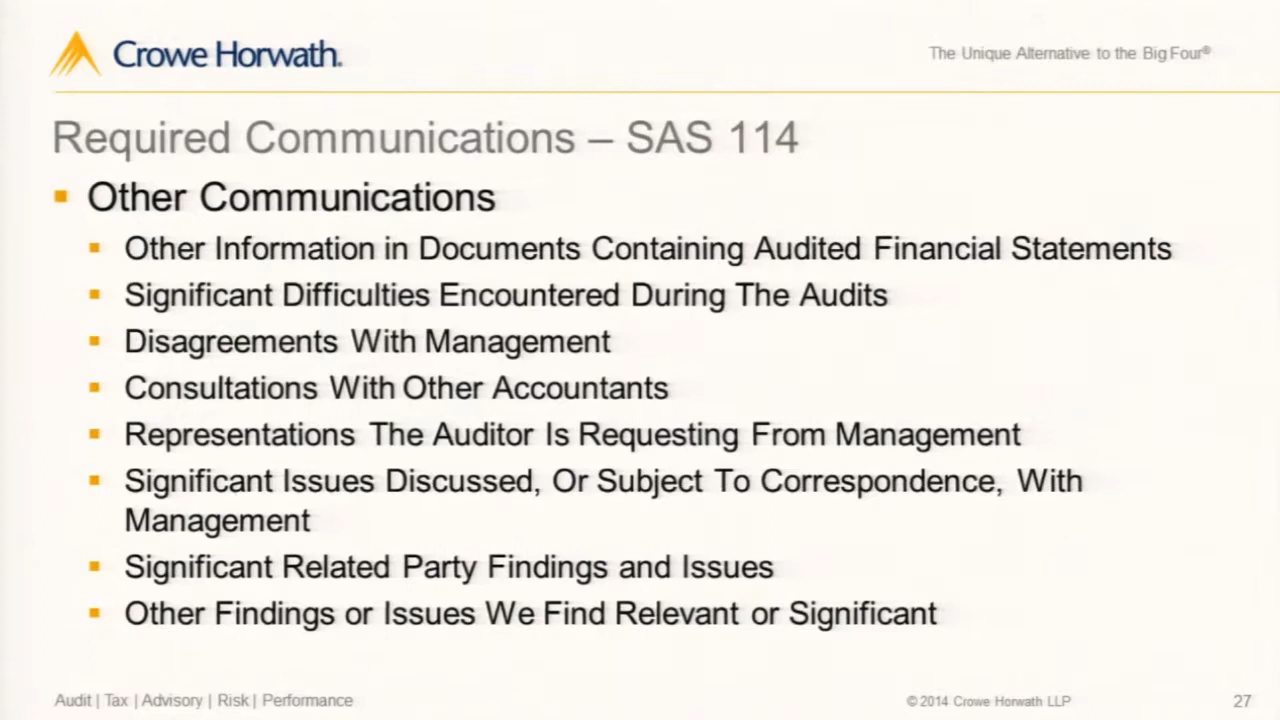 Crowe Horwath.
The Unique Alternative to the Big Four®
Required Communications – SAS 114
Other Communications
Other Information in Documents Containing Audited Financial Statements
Significant Difficulties Encountered During The Audits
Disagreements With Management
Consultations With Other Accountants
Representations The Auditor Is Requesting From Management
Significant Issues Discussed, Or Subject To Correspondence, With
Management
Significant Related Party Findings and Issues
Other Findings or Issues We Find Relevant or Significant
Audit | Tax | Advisory | Risk | Performance
© 2014 Crowe Horwath LLP
27